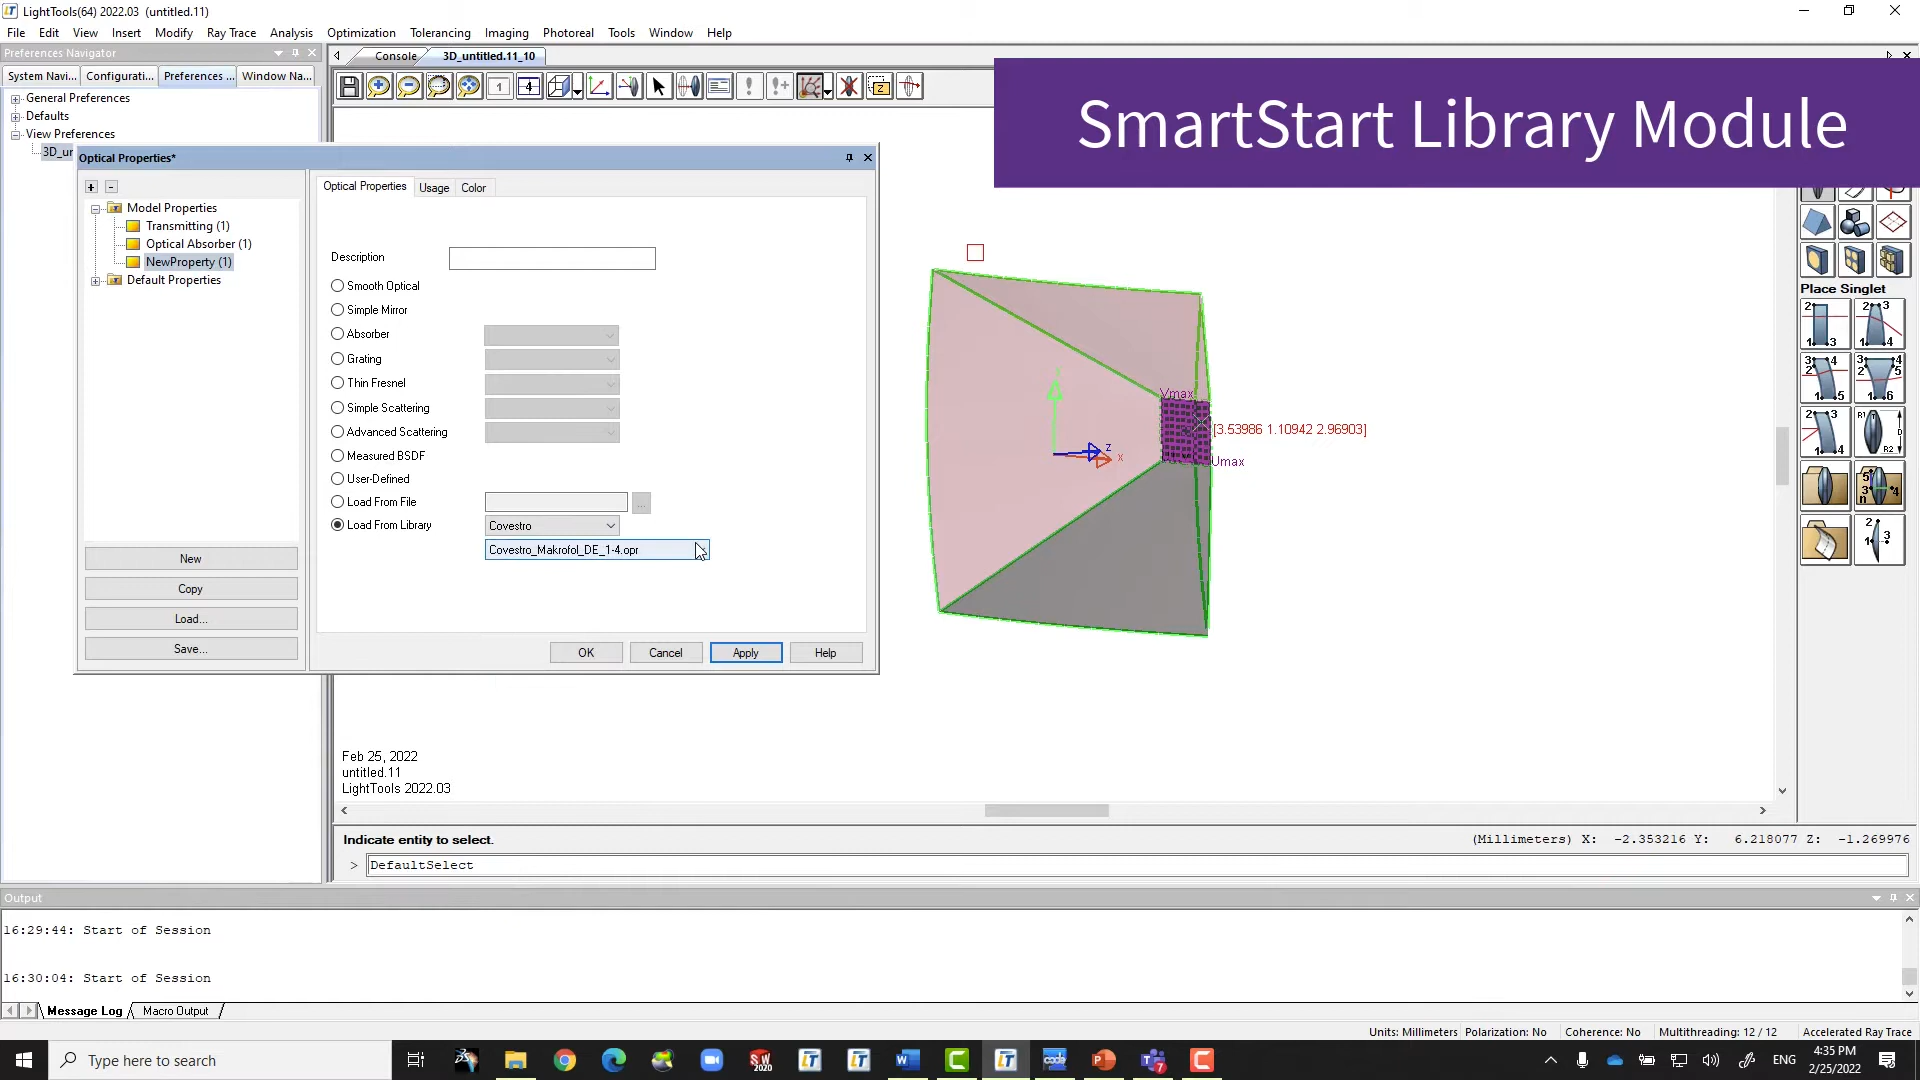 LightTools(64) 2022.03 (untitled.11)
File Edit View Insert Modify Ray Trace Analysis Optimization Tolerancing Imaging Photoreal Tools Window Help
Preferences Navigator
System Navi... Configurati... Preferences ... Window Na...
Console 3D_untitled.11_10
General Preferences
Defaults
View Preferences
3D_un
SmartStart Library Module
Optical Properties*
Model Properties
Transmitting (1)
Optical Absorber (1)
NewProperty (1)
Default Properties
New
Copy
Load...
Save...
Optical Properties Usage Color
Description
Smooth Optical
Simple Mirror
Absorber
Grating
Thin Fresnel
Simple Scattering
Advanced Scattering
Measured BSDF
User-Defined
Load From File ...
Load From Library Covestro
Covestro_Makrofol_DE_1-4.opr
OK Cancel Apply Help
Vmax
[3.53986 1.10942 2.96903]
Umax
Z
X
Place Singlet
Feb 25, 2022
untitled.11
LightTools 2022.03
Indicate entity to select.
(Millimeters) X: -2.353216 Y: 6.218077 Z: -1.269976
> DefaultSelect
Output
16:29:44: Start of Session
16:30:04: Start of Session
Message Log Macro Output
Units: Millimeters Polarization: No Coherence: No Multithreading: 12 / 12 Accelerated Ray Trace
Type here to search
ENG
4:35 PM
2/25/2022